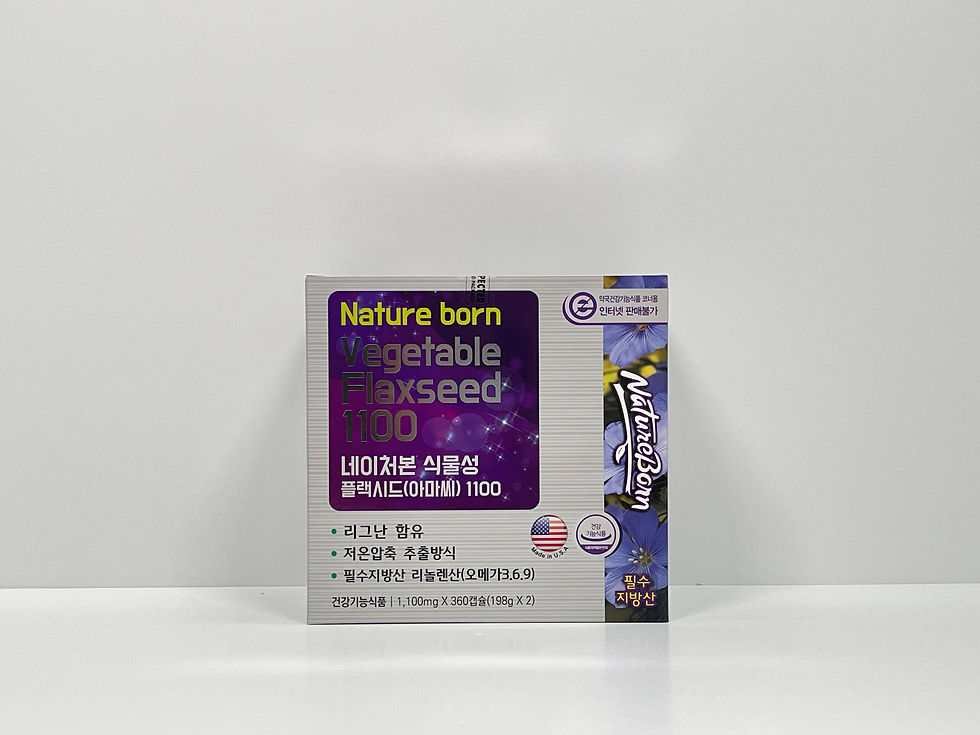 PECTED
Nature born
Vegetable
Flaxseed
1100
네이처본 식물성
플랙시드(아마씨) 1100
• 리그난 함유
• 저온압축 추출방식
• 필수지방산 리놀렌산(오메가3.6.9)
건강기능식품 | 1,100mg X 360캡슐(198g X 2)
Made in U.S.A
건강
기능식품
약국건강기능식품 코너용
인터넷 판매불가
NatureBorn
필수
지방산